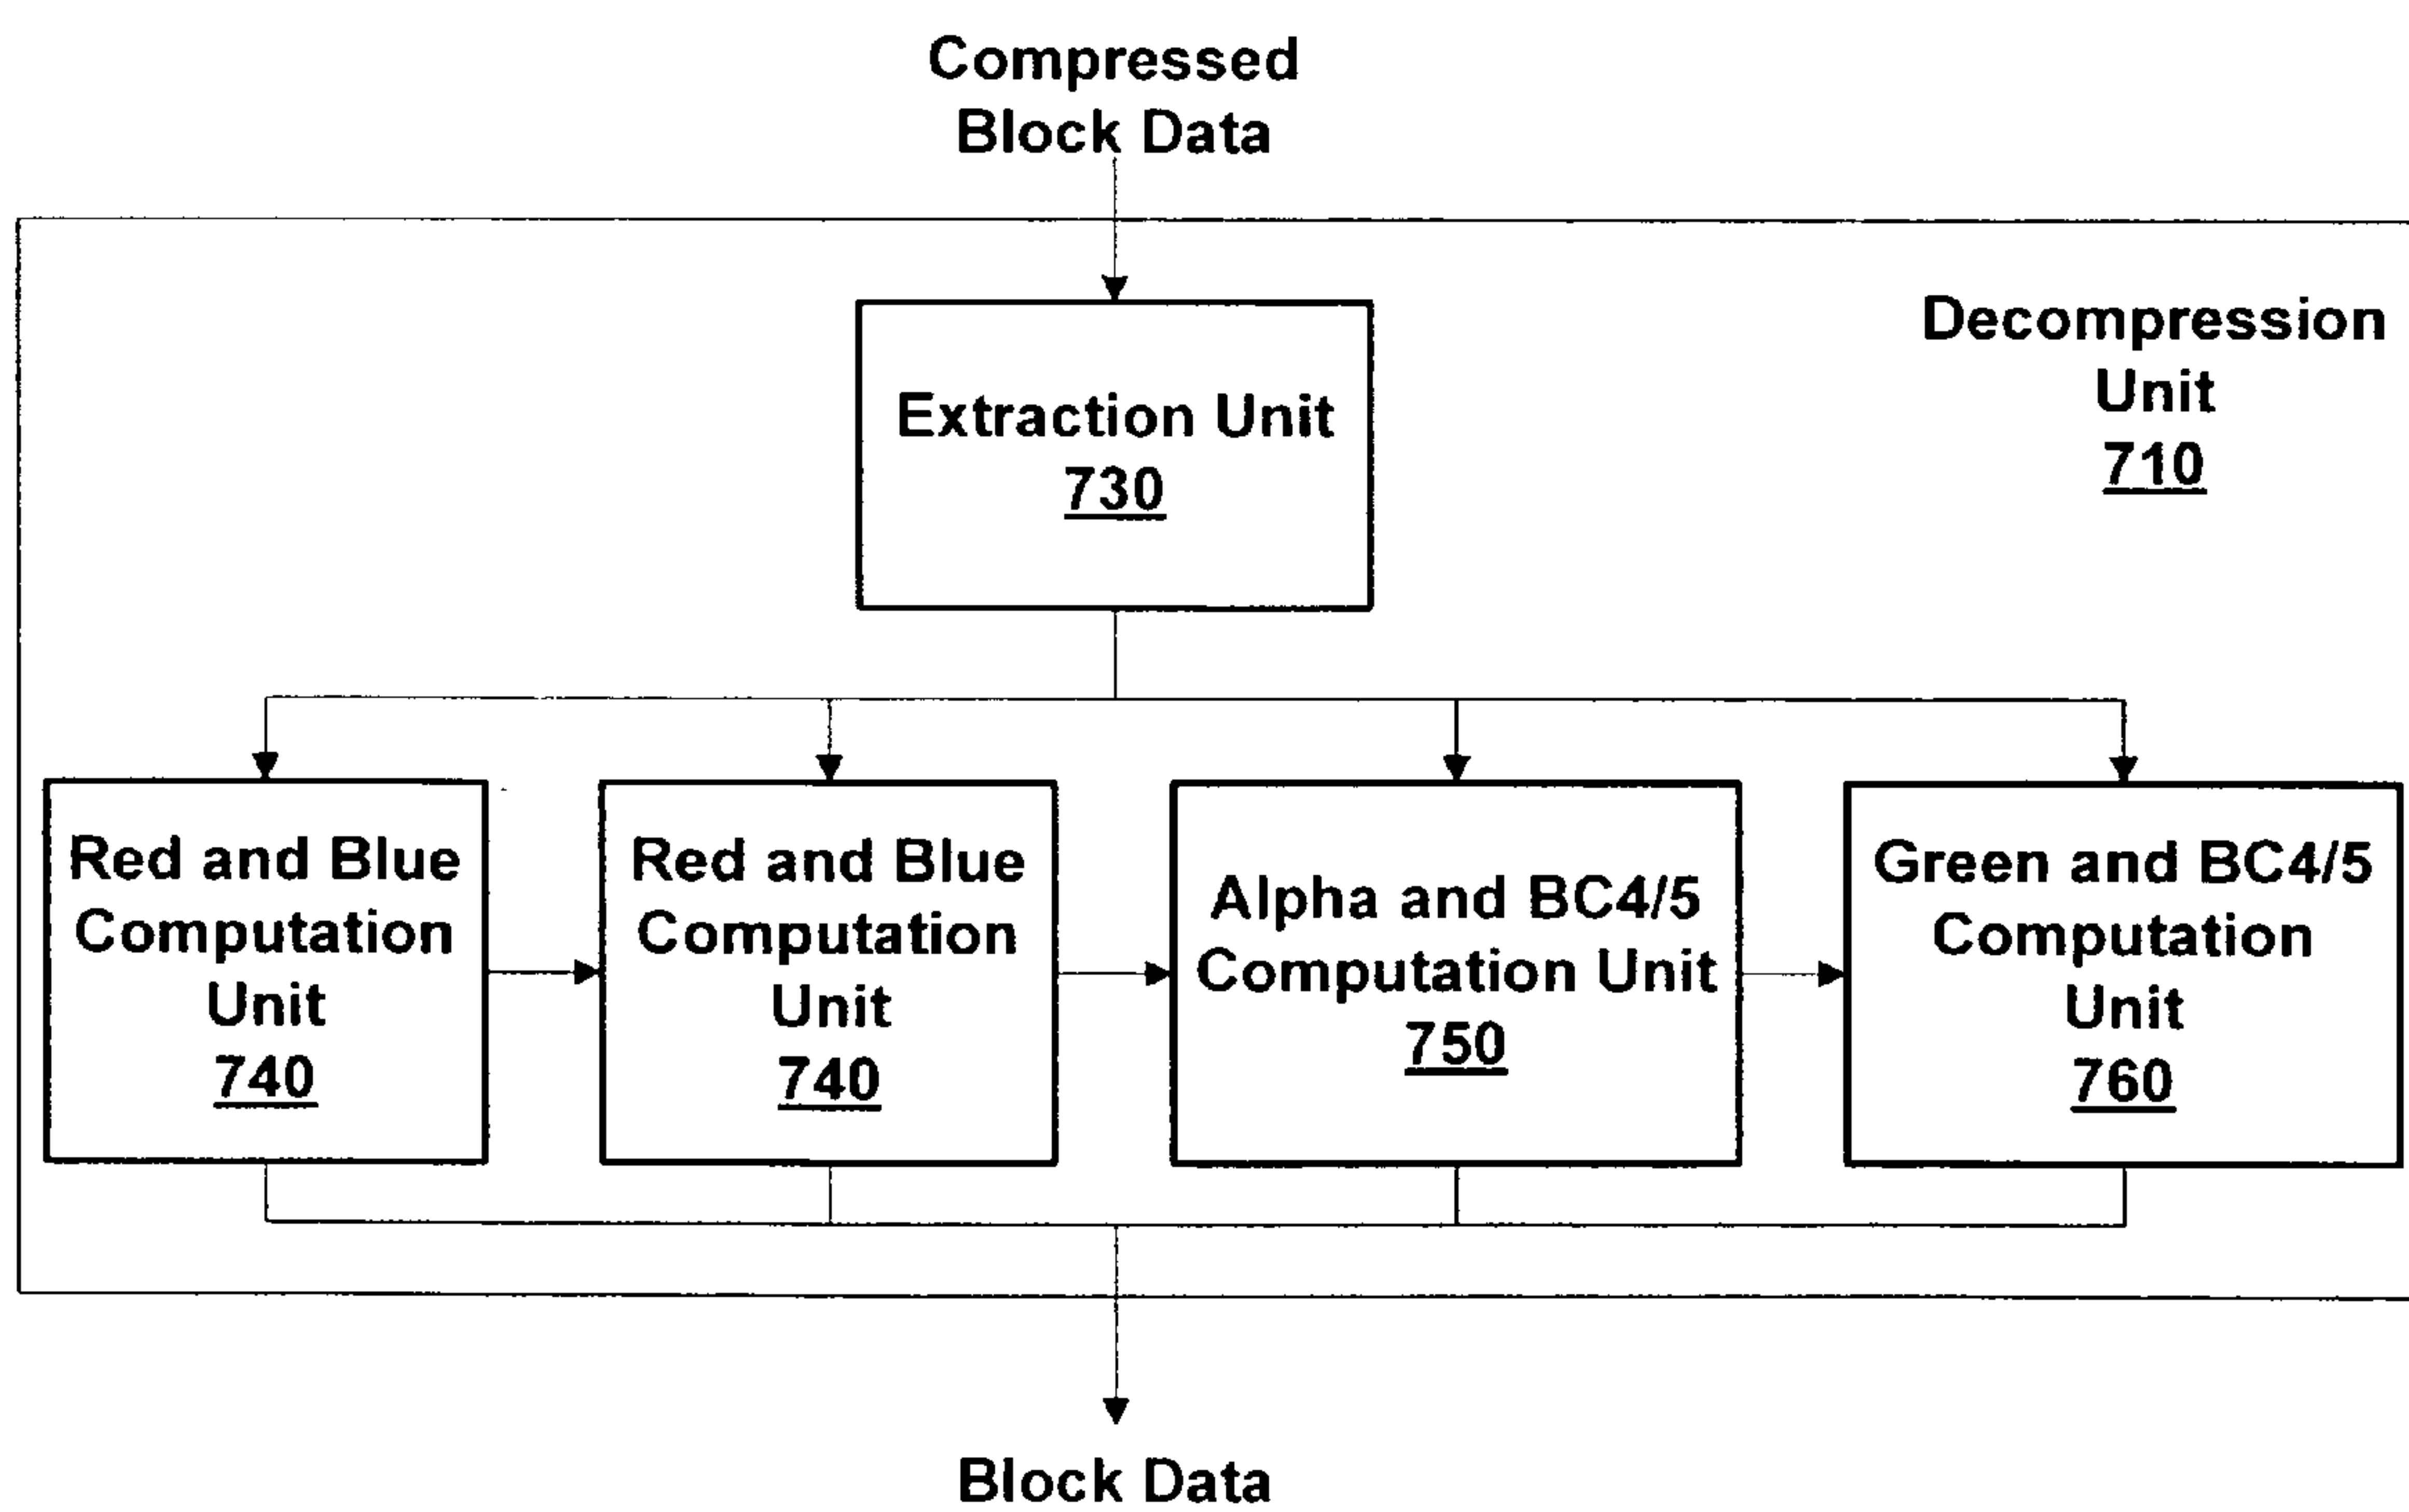 Compressed
Block Data
Decompression
Unit
710
Extraction Unit
730
Red and Blue
Computation
Unit
740
Red and Blue
Computation
Unit
740
Alpha and BC4/5
Computation Unit
750
Green and BC4/5
Computation
Unit
760
Block Data